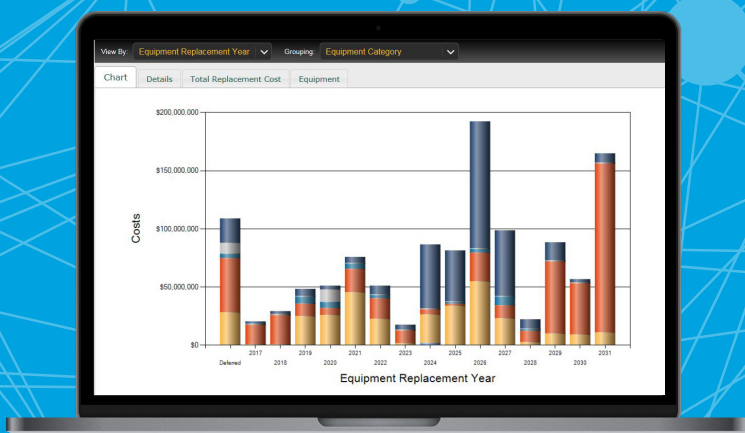 View By: Equipment Replacement Year Grouping: Equipment Category
Chart Details Total Replacement Cost Equipment
$200,000,000
$150,000,000
$100,000,000
$50,000,000
$0
Costs
Deferred 2017 2018 2019 2020 2021 2022 2023 2024 2025 2026 2027 2028 2029 2030 2031
Equipment Replacement Year